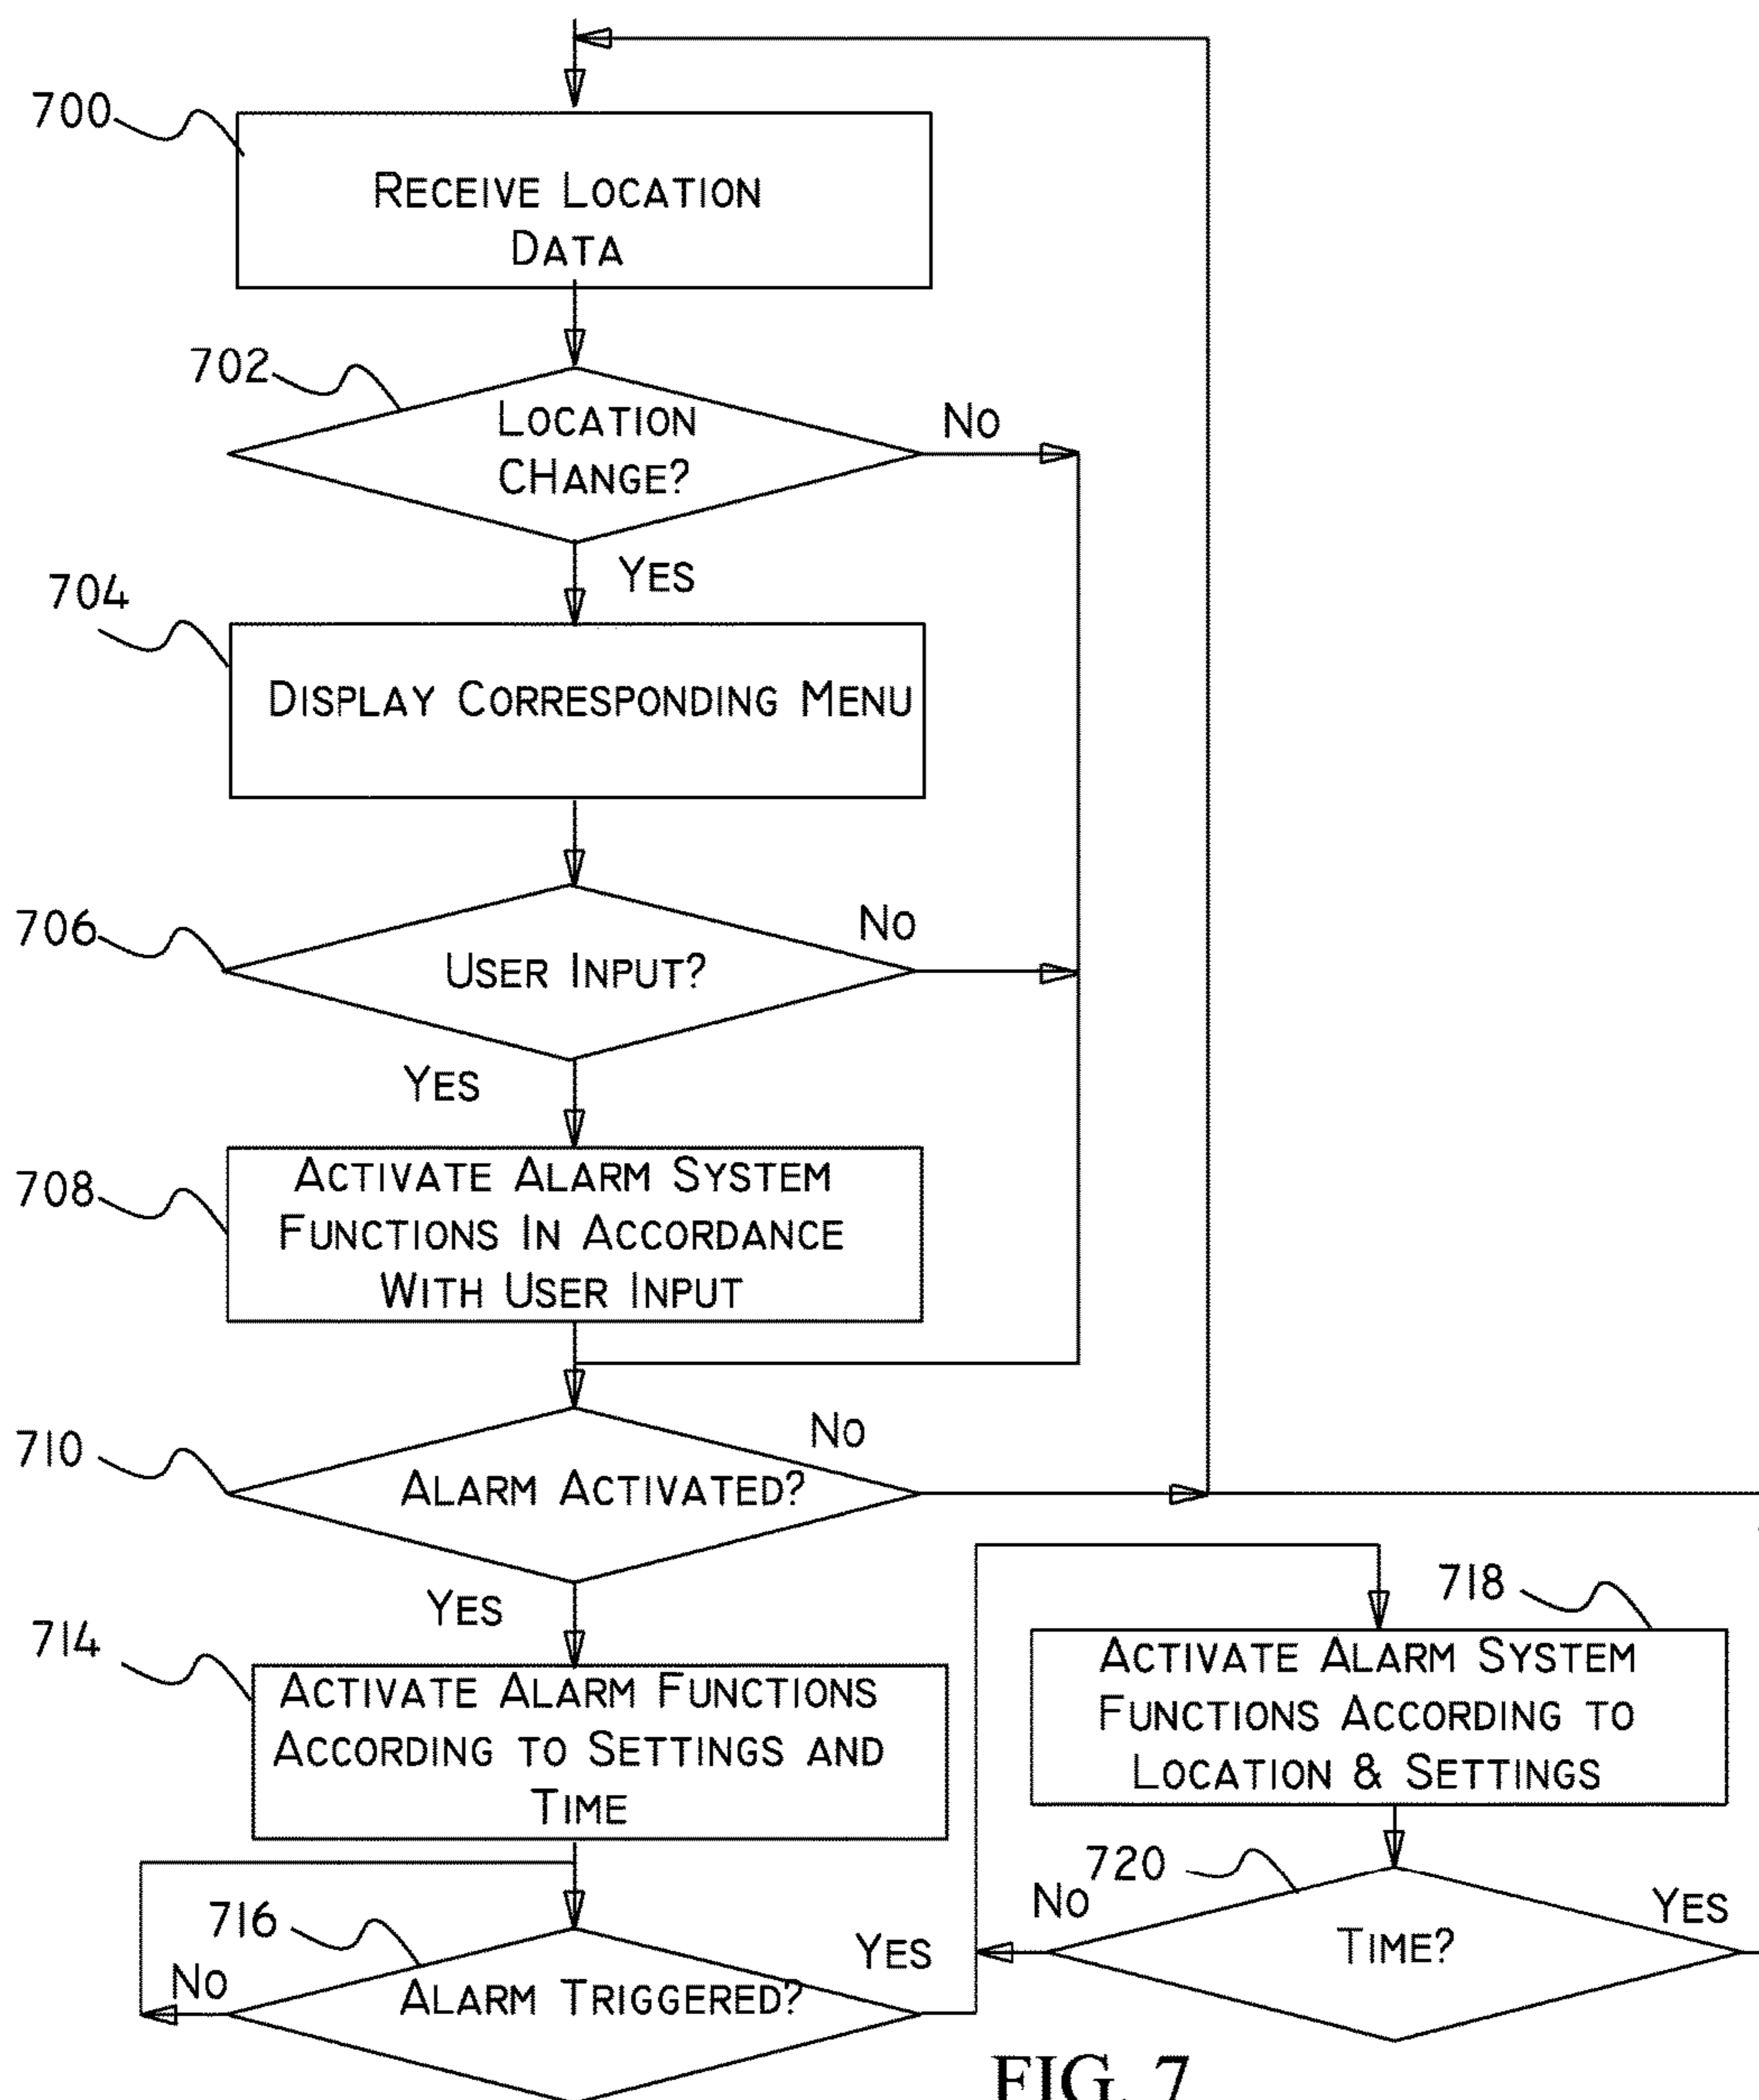 700
RECEIVE LOCATION
DATA
702
LOCATION
CHANGE?
NO
YES
704
DISPLAY CORRESPONDING MENU
706
NO
USER INPUT?
YES
708
ACTIVATE ALARM SYSTEM
FUNCTIONS IN ACCORDANCE
WITH USER INPUT
710
NO
ALARM ACTIVATED?
YES
714
ACTIVATE ALARM FUNCTIONS
ACCORDING TO SETTINGS AND
TIME
716
NO
ALARM TRIGGERED?
YES
718
ACTIVATE ALARM SYSTEM
FUNCTIONS ACCORDING TO
LOCATION & SETTINGS
720
NO
TIME?
YES
FIG. 7